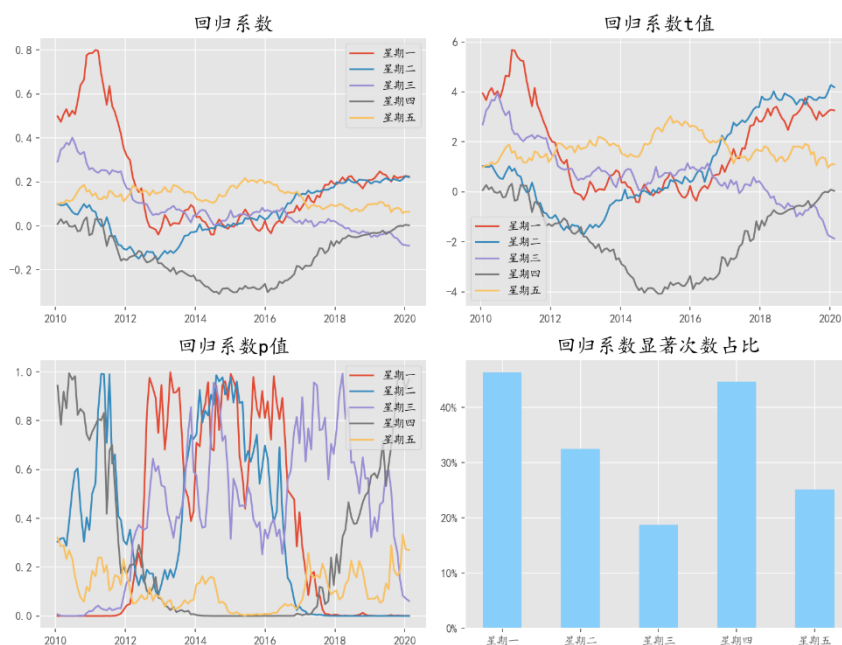 回归系数
0.8
0.6
0.4
0.2
0.0
-0.2
2010
2012
2014
2016
2018
2020
星期一
星期二
星期三
星期四
星期五
回归系数t值
6
4
2
0
-2
-4
2010
2012
2014
2016
2018
2020
星期一
星期二
星期三
星期四
星期五
回归系数p值
1.0
0.8
0.6
0.4
0.2
0.0
2010
2012
2014
2016
2018
2020
星期一
星期二
星期三
星期四
星期五
回归系数显著次数占比
40%
30%
20%
10%
0%
星期一
星期二
星期三
星期四
星期五